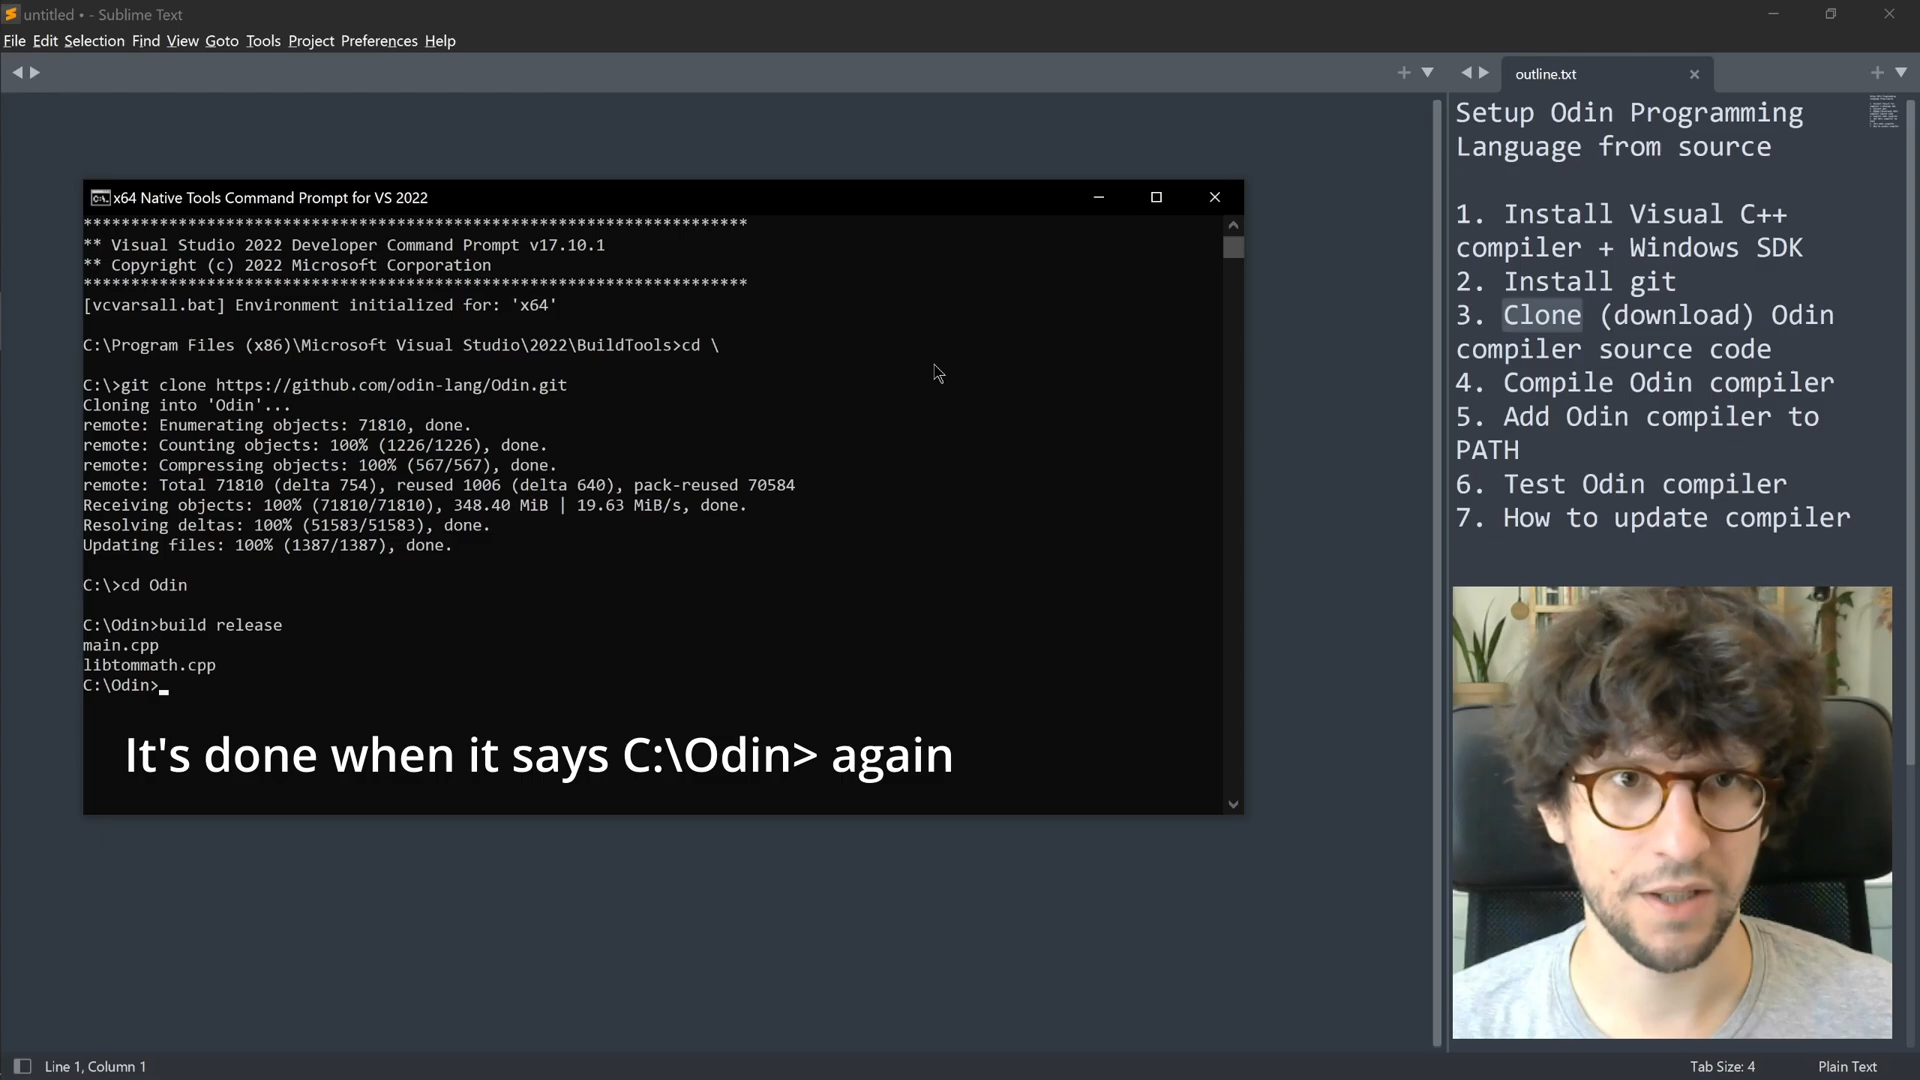 untitled • - Sublime Text
File Edit Selection Find View Goto Tools Project Preferences Help
outline.txt
x64 Native Tools Command Prompt for VS 2022
**********************************************************************
** Visual Studio 2022 Developer Command Prompt v17.10.1
** Copyright (c) 2022 Microsoft Corporation
**********************************************************************
[vcvarsall.bat] Environment initialized for: 'x64'
C:\Program Files (x86)\Microsoft Visual Studio\2022\BuildTools>cd \
C:\>git clone https://github.com/odin-lang/Odin.git
Cloning into 'Odin'...
remote: Enumerating objects: 71810, done.
remote: Counting objects: 100% (1226/1226), done.
remote: Compressing objects: 100% (567/567), done.
remote: Total 71810 (delta 754), reused 1006 (delta 640), pack-reused 70584
Receiving objects: 100% (71810/71810), 348.40 MiB | 19.63 MiB/s, done.
Resolving deltas: 100% (51583/51583), done.
Updating files: 100% (1387/1387), done.
C:\>cd Odin
C:\Odin>build release
main.cpp
libtommath.cpp
C:\Odin>
It's done when it says C:\Odin> again
Setup Odin Programming
Language from source
1. Install Visual C++
compiler + Windows SDK
2. Install git
3. Clone (download) Odin
compiler source code
4. Compile Odin compiler
5. Add Odin compiler to
PATH
6. Test Odin compiler
7. How to update compiler
Line 1, Column 1
Tab Size: 4
Plain Text